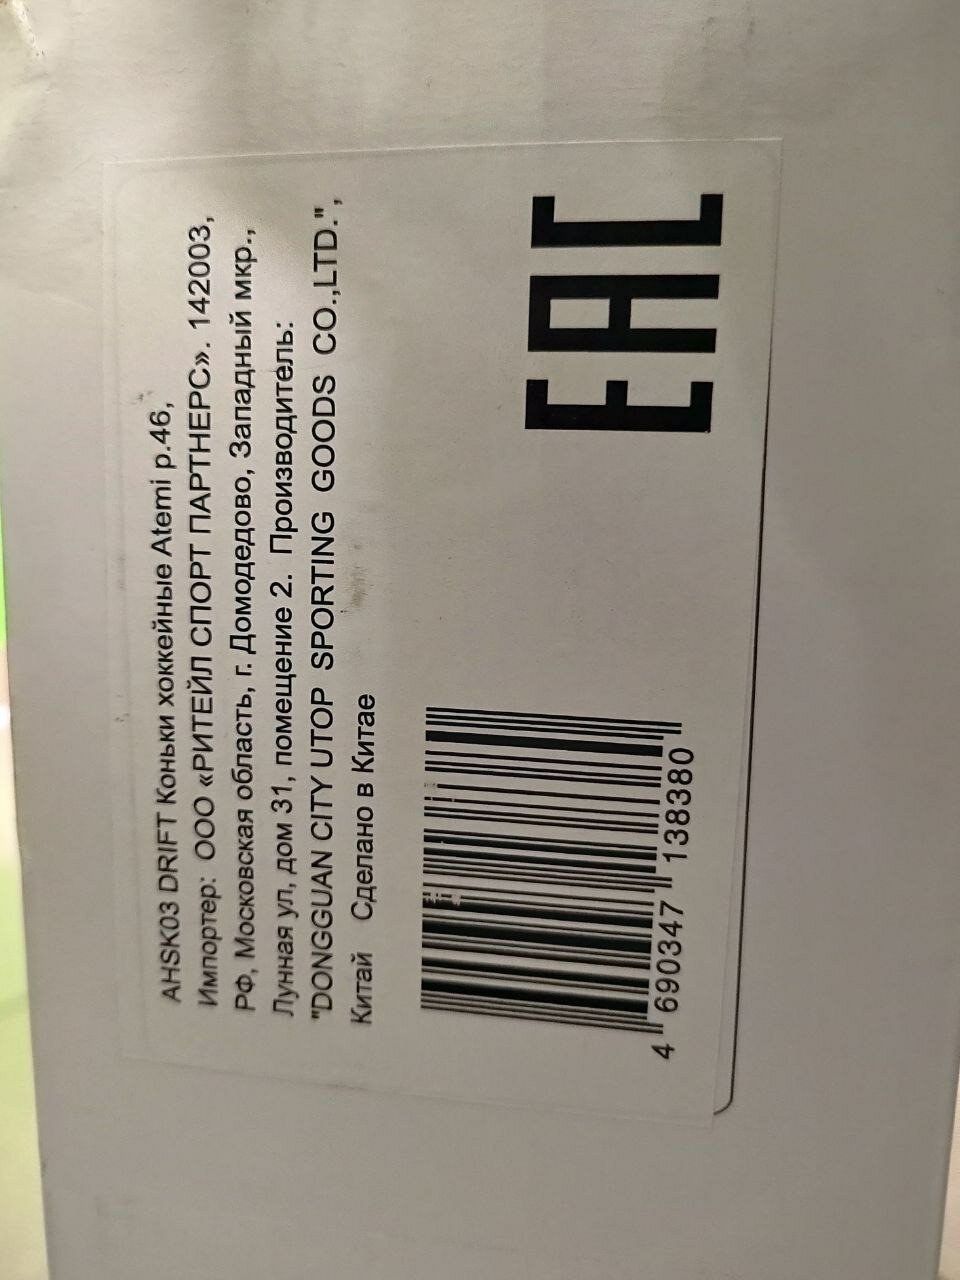 AHSK03 DRIFT Коньки хоккейные Atemi р.46,
Импортер: ООО «РИТЕЙЛ СПОРТ ПАРТНЕРС». 142003,
РФ, Московская область, г. Домодедово, Западный мкр.,
Лунная ул, дом 31, помещение 2. Производитель:
"DONGGUAN CITY UTOP SPORTING GOODS CO.,LTD.",
Китай Сделано в Китае
4 690347 138380
EAC